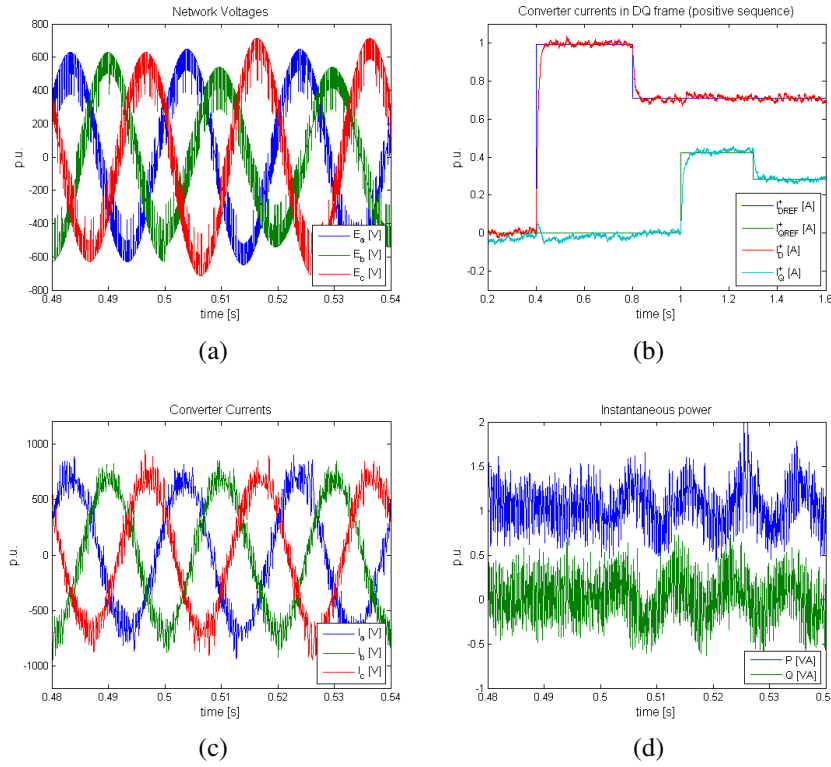 Network Voltages
800
600
400
200
0
-200
-400
-600
-800
p.u.
E_a [V]
E_b [V]
E_c [V]
0.48 0.49 0.5 0.51 0.52 0.53 0.54
time [s]
(a)
Converter currents in DQ frame (positive sequence)
1
0.8
0.6
0.4
0.2
0
-0.2
p.u.
I^+_DREF [A]
I^+_QREF [A]
I^+_D [A]
I^+_Q [A]
0.2 0.4 0.6 0.8 1 1.2 1.4 1.6
time [s]
(b)
Converter Currents
1000
500
0
-500
-1000
p.u.
I_a [V]
I_b [V]
I_c [V]
0.48 0.49 0.5 0.51 0.52 0.53 0.54
time [s]
(c)
Instantaneous power
2
1.5
1
0.5
0
-0.5
-1
p.u.
P [VA]
Q [VA]
0.48 0.49 0.5 0.51 0.52 0.53 0.54
time [s]
(d)